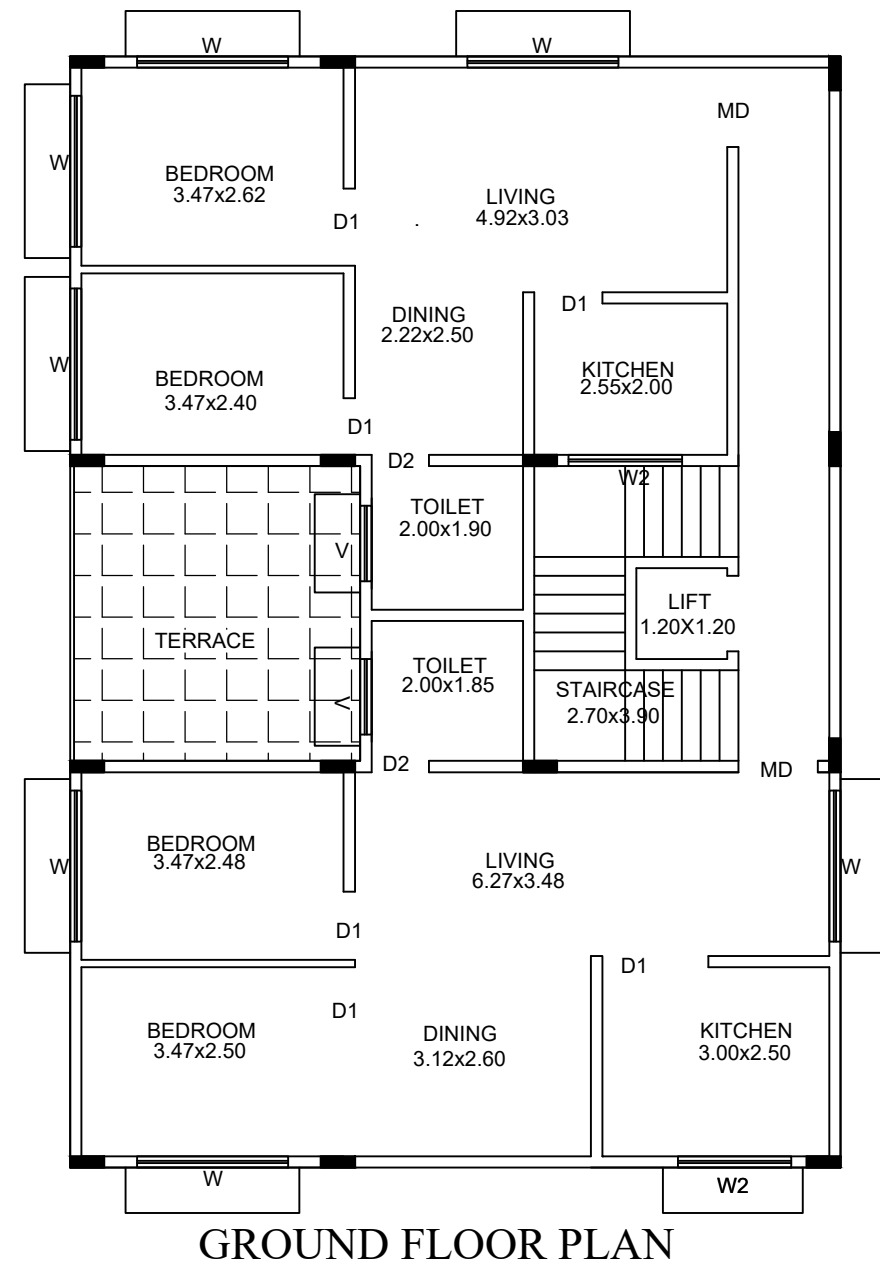 W
W
MD
W
BEDROOM
3.47x2.62
LIVING
4.92x3.03
D1
D1
DINING
2.22x2.50
W
KITCHEN
2.55x2.00
BEDROOM
3.47x2.40
D1
D2
W2
TOILET
2.00x1.90
V
LIFT
1.20X1.20
TERRACE
TOILET
2.00x1.85
STAIRCASE
2.70x3.90
V
D2
MD
BEDROOM
3.47x2.48
W
LIVING
6.27x3.48
W
D1
D1
D1
BEDROOM
3.47x2.50
DINING
3.12x2.60
KITCHEN
3.00x2.50
W
W2
GROUND FLOOR PLAN